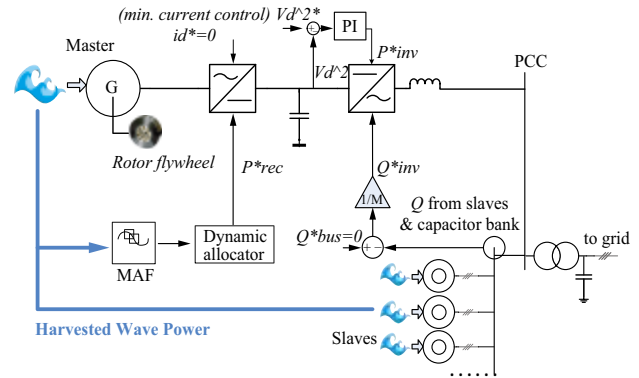 (min. current control)
id*=0
Vd^2*
PI
Master
G
Vd^2
P*inv
PCC
Rotor flywheel
P*rec
Q*inv
1/M
Q from slaves
& capacitor bank
Q*bus=0
to grid
MAF
Dynamic
allocator
Harvested Wave Power
Slaves